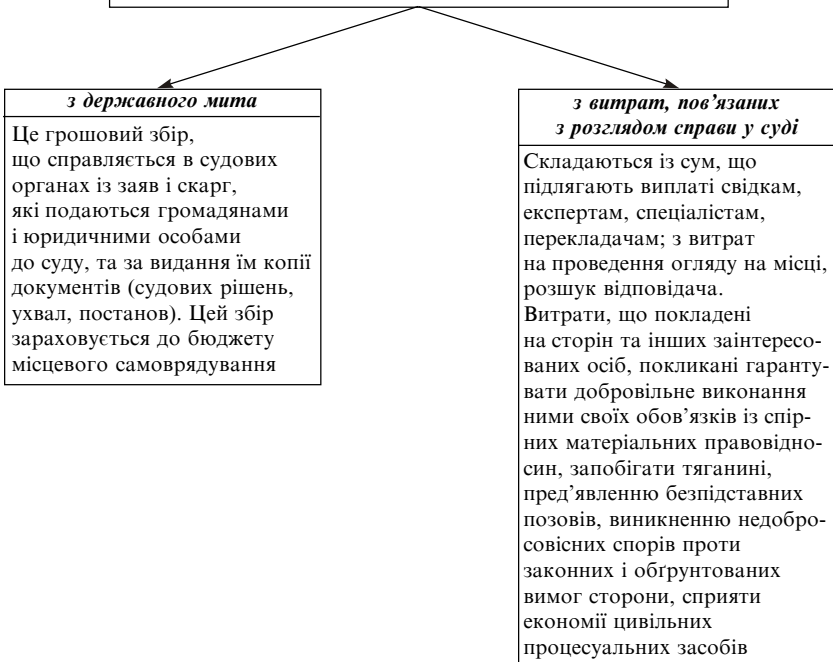 з державного мита
Це грошовий збір,
що справляється в судових
органах із заяв і скарг,
які подаються громадянами
і юридичними особами
до суду, та за видання їм копії
документів (судових рішень,
ухвал, постанов). Цей збір
зараховується до бюджету
місцевого самоврядування
з витрат, пов’язаних
з розглядом справи у суді
Складаються із сум, що
підлягають виплаті свідкам,
експертам, спеціалістам,
перекладачам; з витрат
на проведення огляду на місці,
розшук відповідача.
Витрати, що покладені
на сторін та інших заінтересо-
ваних осіб, покликані гаранту-
вати добровільне виконання
ними своїх обов’язків із спір-
них матеріальних правовідно-
син, запобігати тяганині,
пред’явленню безпідставних
позовів, виникненню недобро-
совісних спорів проти
законних і обґрунтованих
вимог сторони, сприяти
економії цивільних
процесуальних засобів